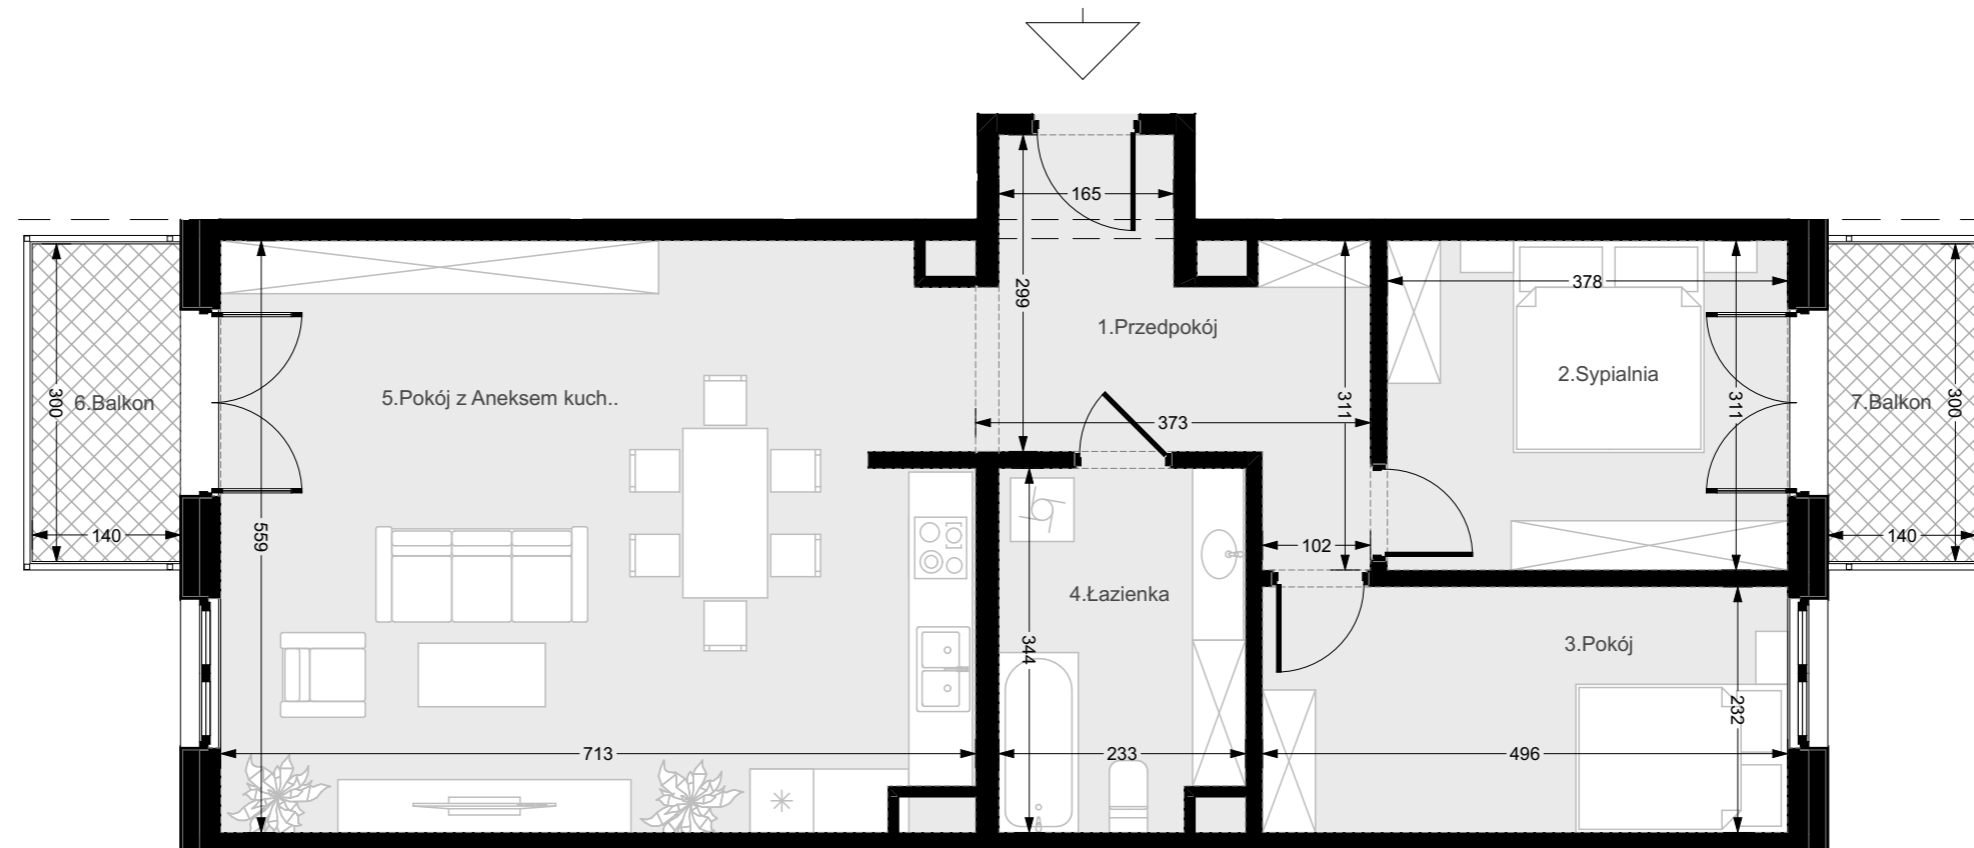 165
299
1.Przedpokój
378
2.Sypialnia
5.Pokój z Aneksem kuch..
300
6.Balkon
311
311
7.Balkon
300
373
140
559
102
140
4.Łazienka
344
3.Pokój
232
713
233
496